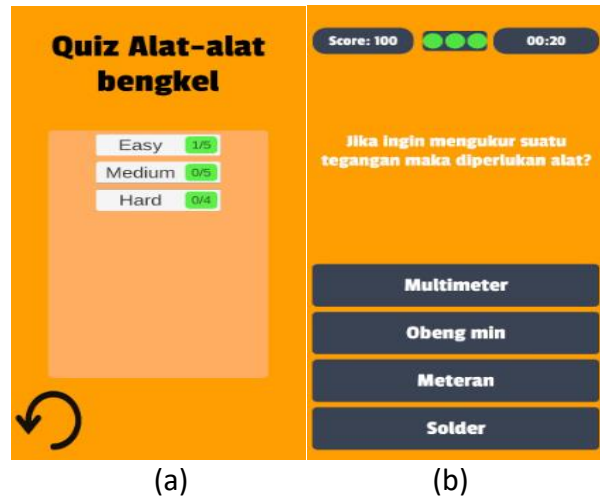 Quiz Alat-alat
bengkel
Easy 1/5
Medium 0/5
Hard 0/4
(a)
Score: 100 00:20
Jika ingin mengukur suatu
tegangan maka diperlukan alat?
Multimeter
Obeng min
Meteran
Solder
(b)